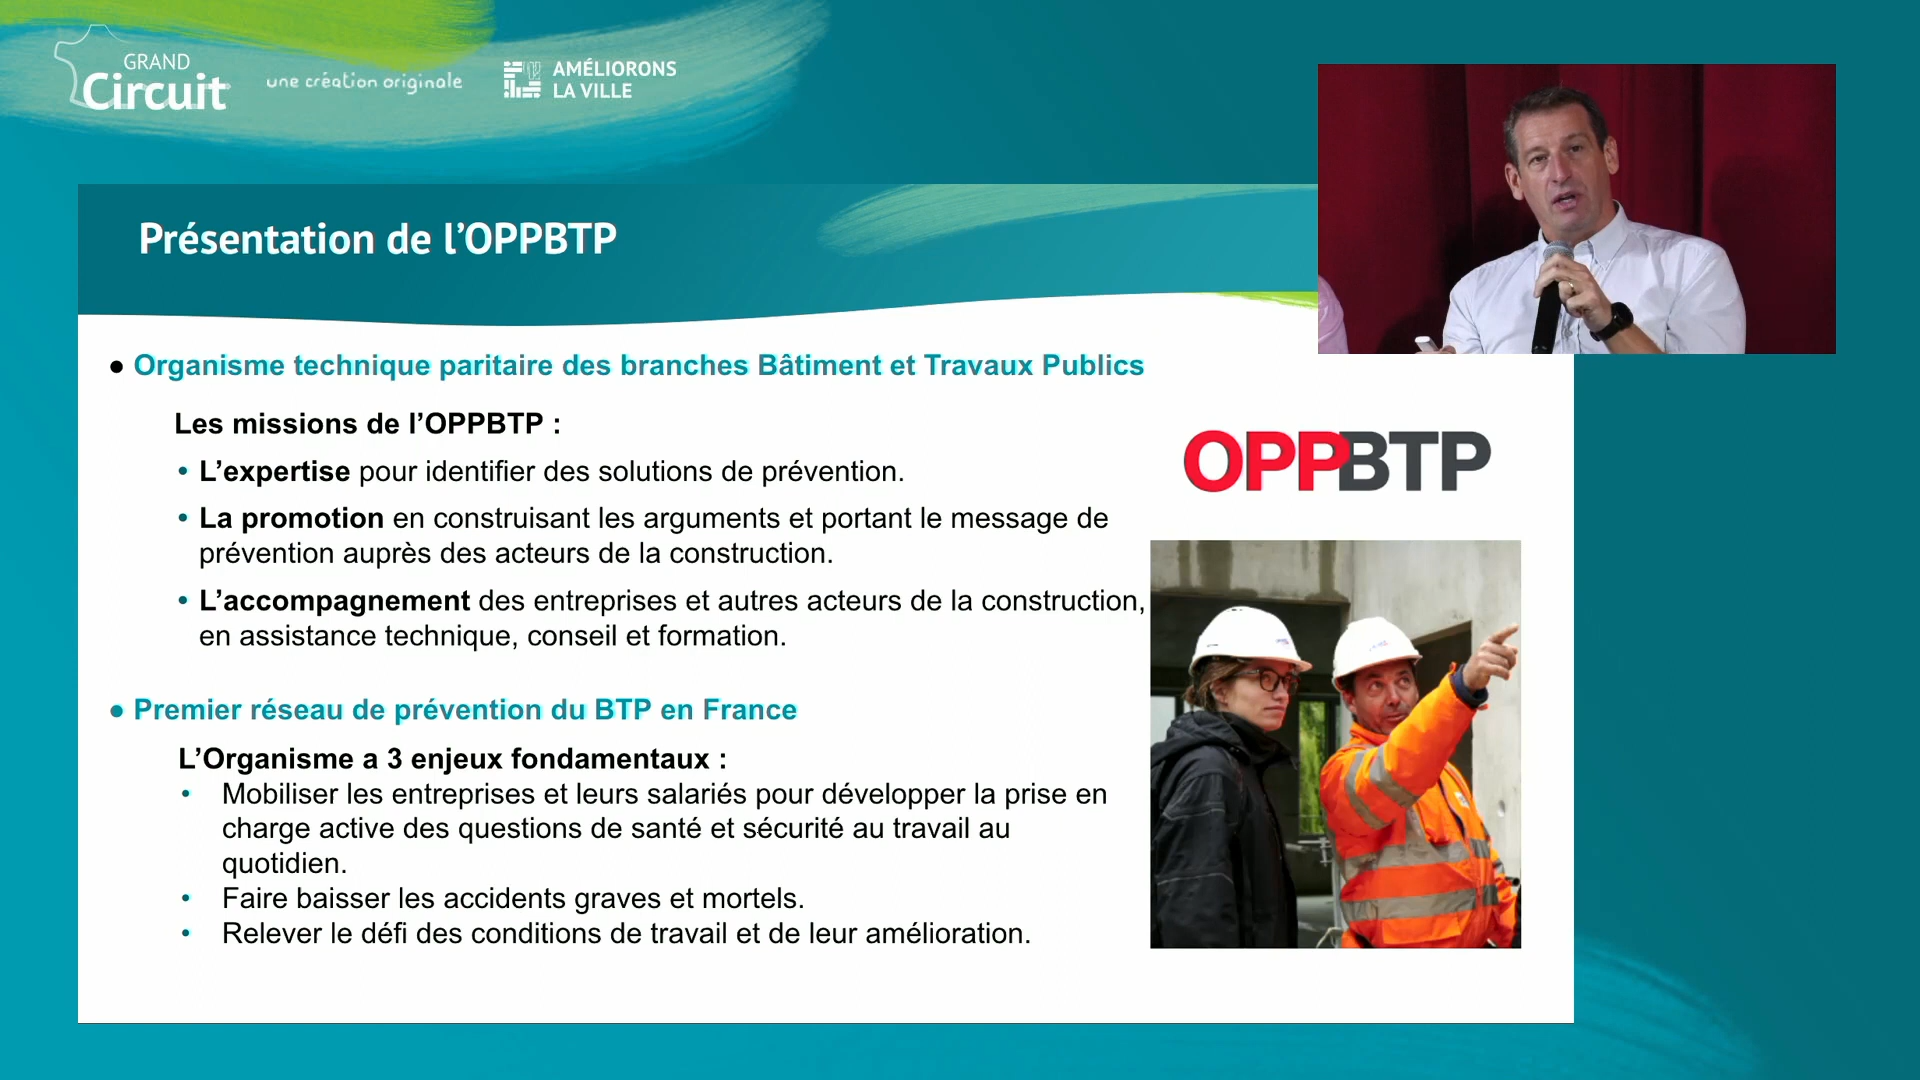 GRAND
Circuit
une création originale
AMÉLIORONS
LA VILLE
Présentation de l’OPPBTP
● Organisme technique paritaire des branches Bâtiment et Travaux Publics
Les missions de l’OPPBTP :
• L’expertise pour identifier des solutions de prévention.
• La promotion en construisant les arguments et portant le message de
prévention auprès des acteurs de la construction.
• L’accompagnement des entreprises et autres acteurs de la construction,
en assistance technique, conseil et formation.
● Premier réseau de prévention du BTP en France
L’Organisme a 3 enjeux fondamentaux :
• Mobiliser les entreprises et leurs salariés pour développer la prise en
charge active des questions de santé et sécurité au travail au
quotidien.
• Faire baisser les accidents graves et mortels.
• Relever le défi des conditions de travail et de leur amélioration.
OPPBTP